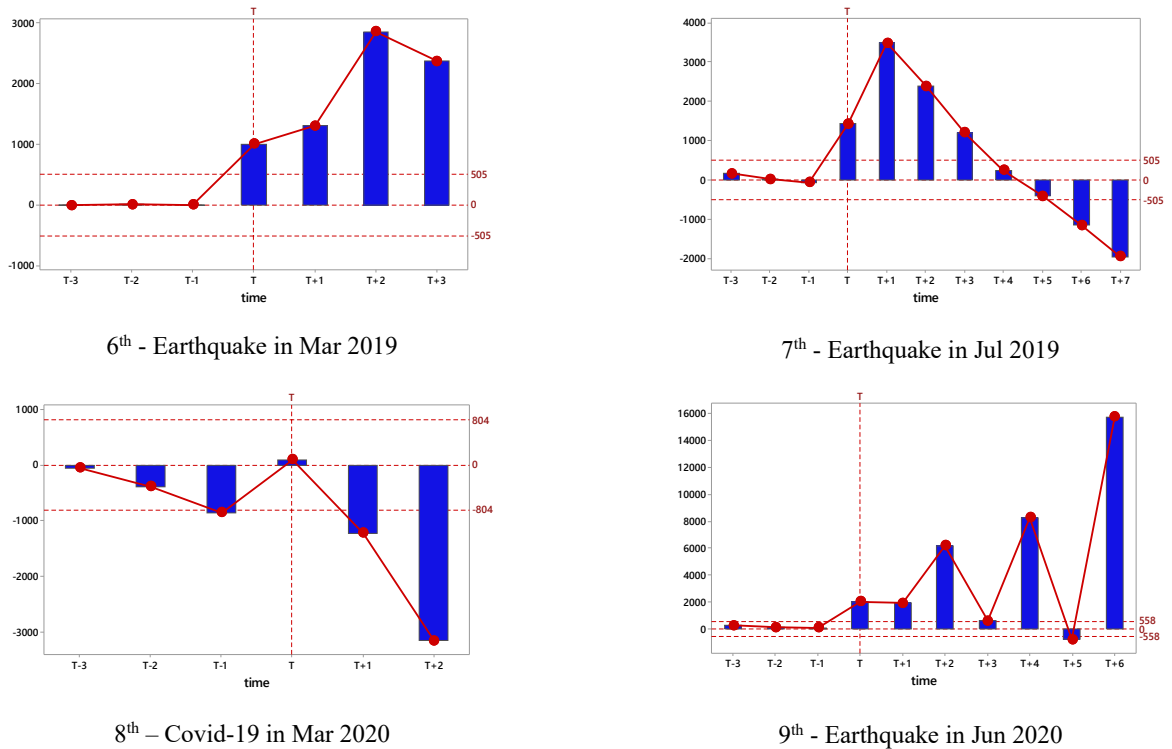 T
3000
2000
1000
505
0
0
-505
-1000
T-3 T-2 T-1 T T+1 T+2 T+3
time
6th - Earthquake in Mar 2019
T
4000
3000
2000
1000
505
0
0
-505
-1000
-2000
T-3 T-2 T-1 T T+1 T+2 T+3 T+4 T+5 T+6 T+7
time
7th - Earthquake in Jul 2019
T
1000
804
0
0
-804
-1000
-2000
-3000
T-3 T-2 T-1 T T+1 T+2
time
8th – Covid-19 in Mar 2020
T
16000
14000
12000
10000
8000
6000
4000
2000
558
0
0
-558
T-3 T-2 T-1 T T+1 T+2 T+3 T+4 T+5 T+6
time
9th - Earthquake in Jun 2020